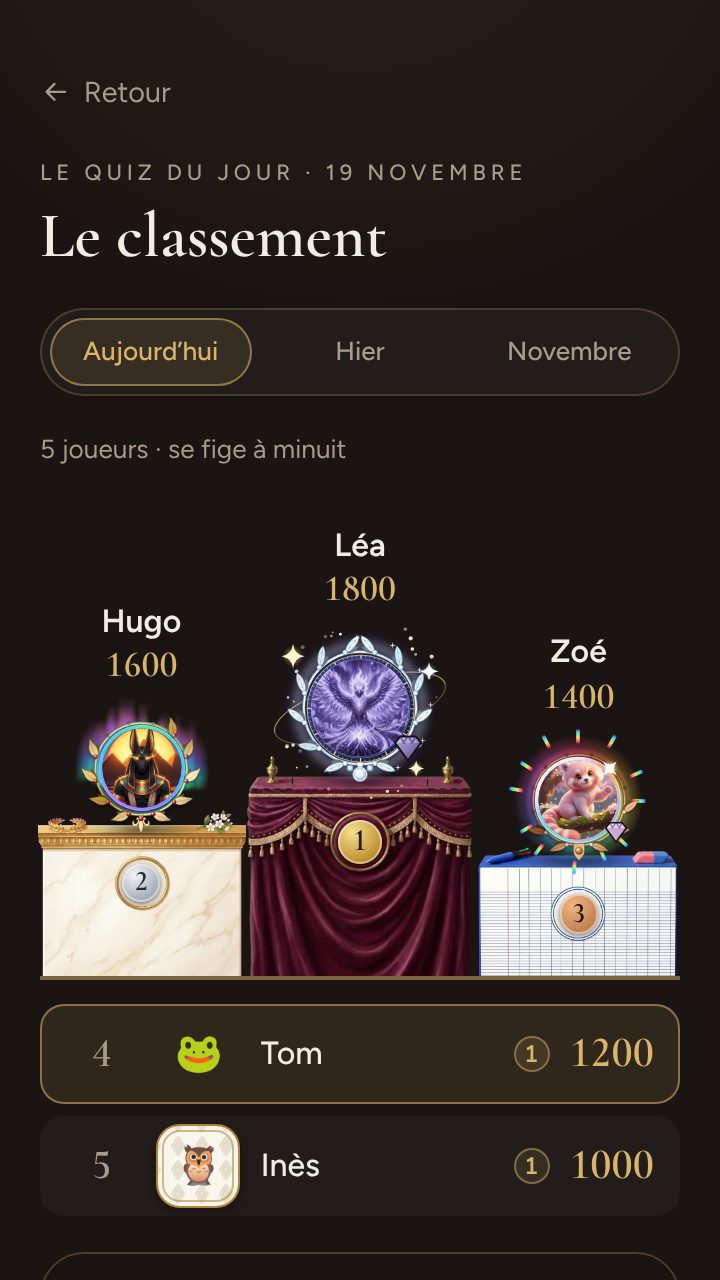 ← Retour
LE QUIZ DU JOUR · 19 NOVEMBRE
Le classement
Aujourd’hui
Hier
Novembre
5 joueurs · se fige à minuit
Léa
1800
Hugo
1600
Zoé
1400
1
2
3
4 Tom 1 1200
5 Inès 1 1000